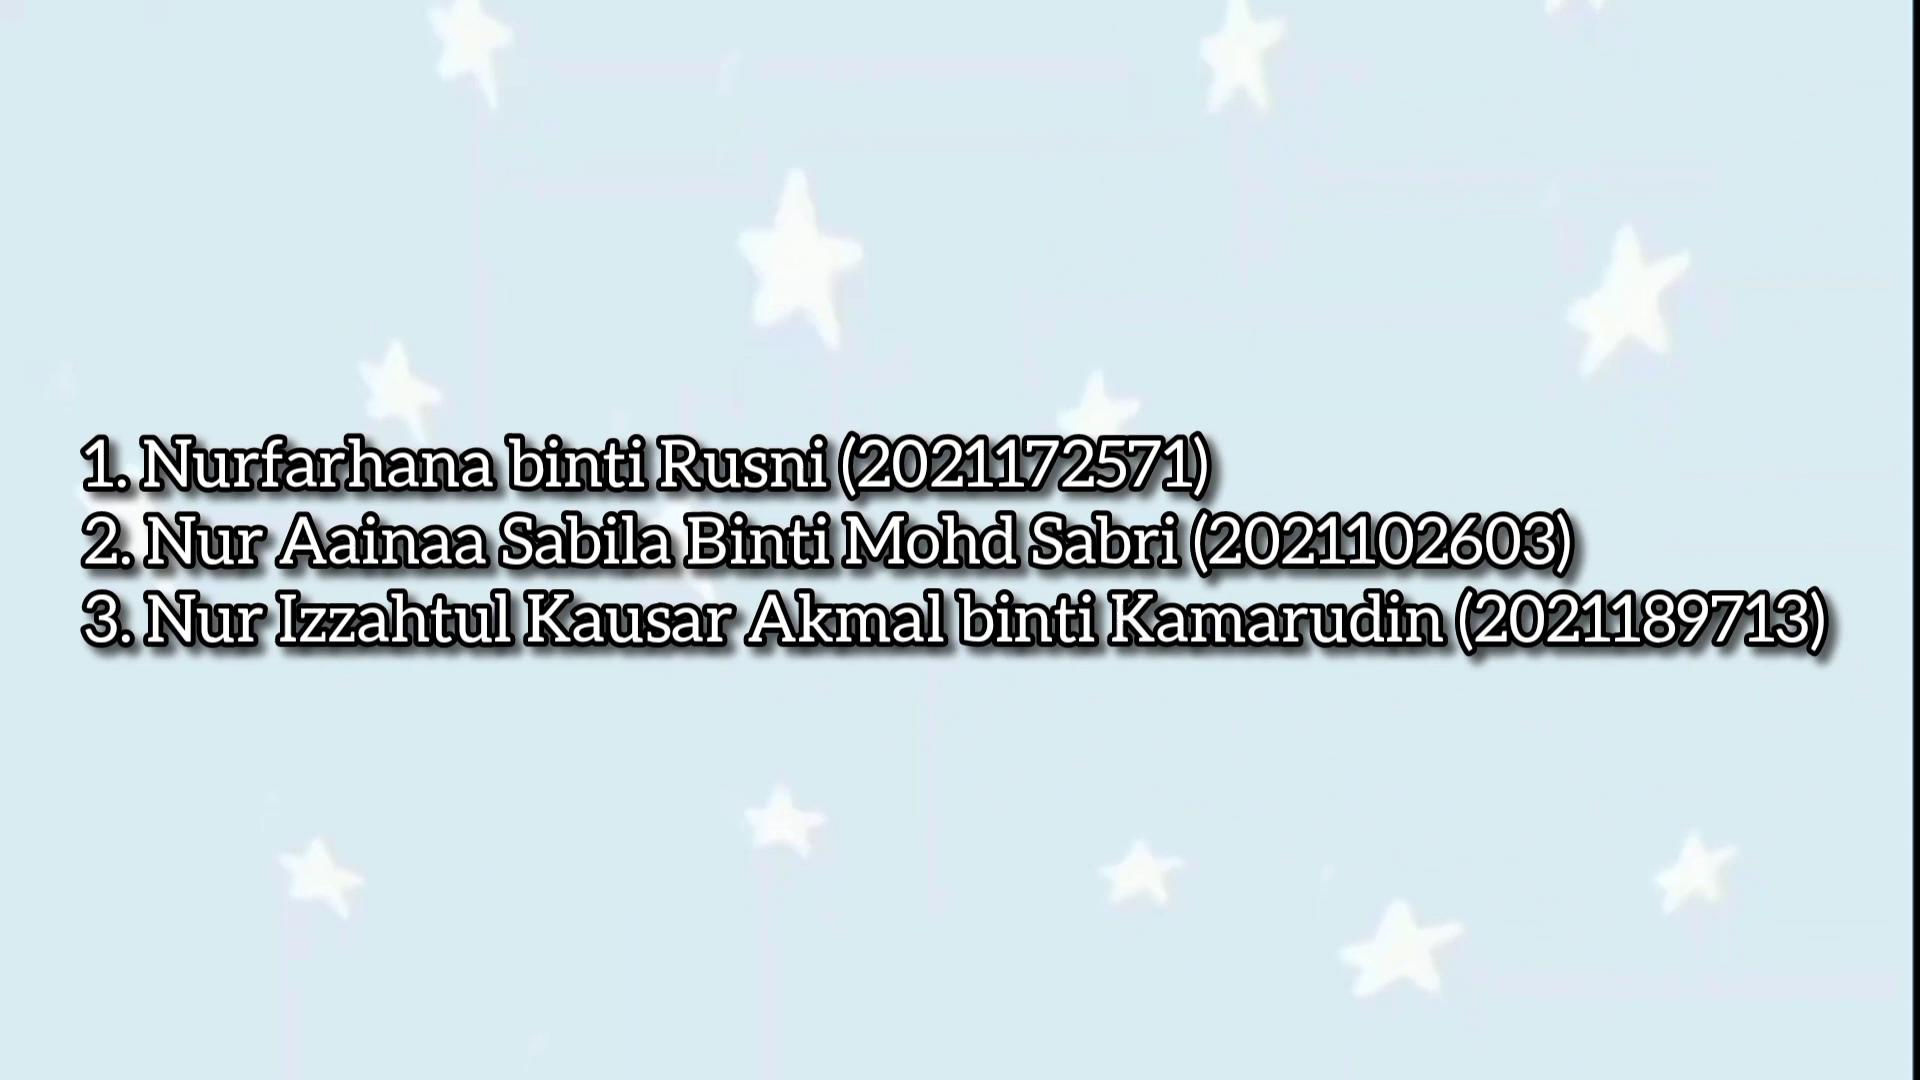 1. Nurfarhana binti Rusni (2021172571)
2. Nur Aainaa Sabila Binti Mohd Sabri (2021102603)
3. Nur Izzahtul Kausar Akmal binti Kamarudin (2021189713)